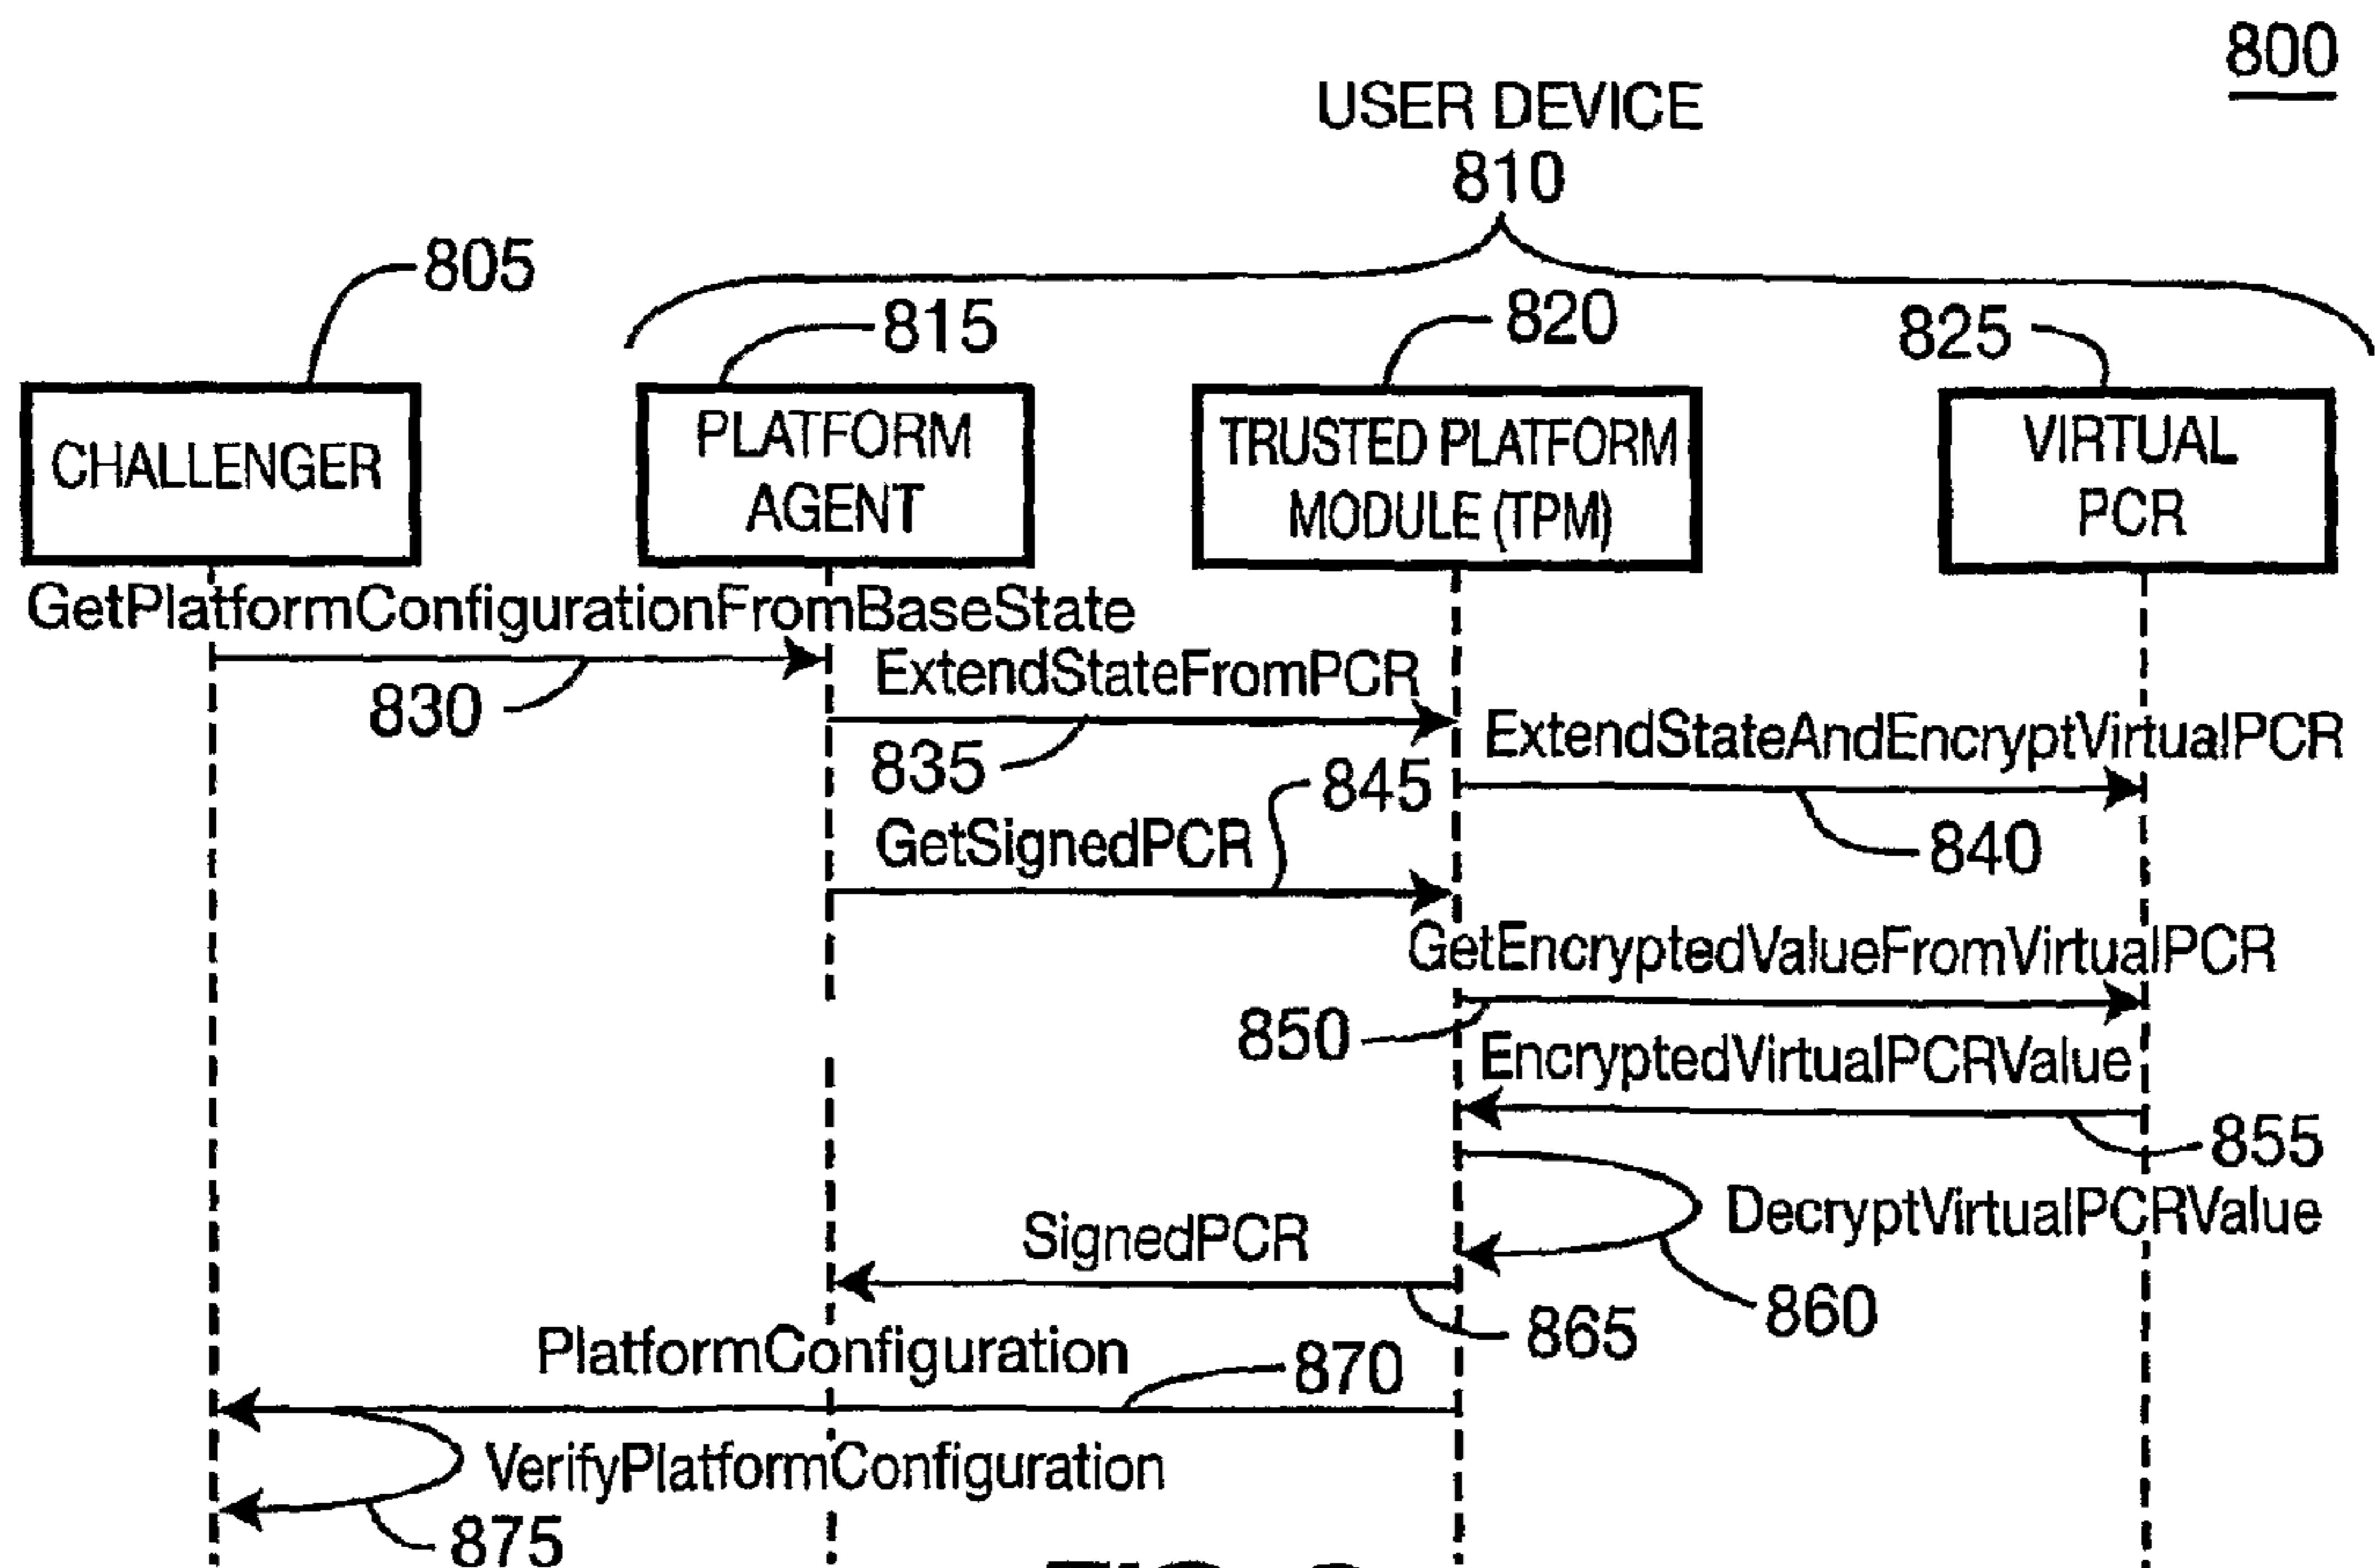 800
USER DEVICE
810
805
815
820
825
CHALLENGER
PLATFORM
AGENT
TRUSTED PLATFORM
MODULE (TPM)
VIRTUAL
PCR
GetPlatformConfigurationFromBaseState
830
ExtendStateFromPCR
835
ExtendStateAndEncryptVirtualPCR
840
845
GetSignedPCR
GetEncryptedValueFromVirtualPCR
850
EncryptedVirtualPCRValue
855
DecryptVirtualPCRValue
860
SignedPCR
865
PlatformConfiguration
870
VerifyPlatformConfiguration
875